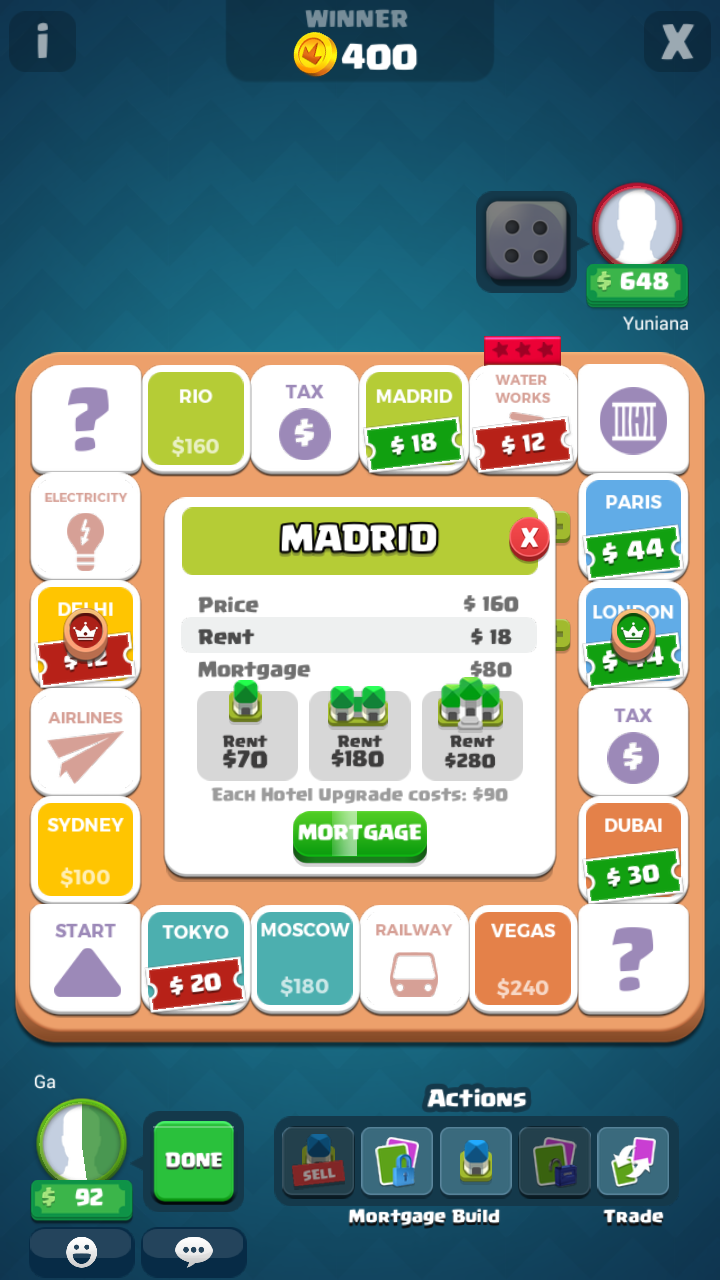 i
WINNER
400
X
$ 648
Yuniana
?
RIO
$160
TAX
$
MADRID
$ 18
WATER
WORKS
$ 12
ELECTRICITY
PARIS
$ 44
DELHI
$ 12
LONDON
AIRLINES
TAX
$
SYDNEY
$100
DUBAI
$ 30
START
TOKYO
$ 20
MOSCOW
$180
RAILWAY
VEGAS
$240
?
MADRID
X
Price $ 160
Rent $ 18
Mortgage $80
Rent
$70
Rent
$180
Rent
$280
Each Hotel Upgrade costs: $90
MORTGAGE
Ga
$ 92
DONE
Actions
SELL
Mortgage Build Trade